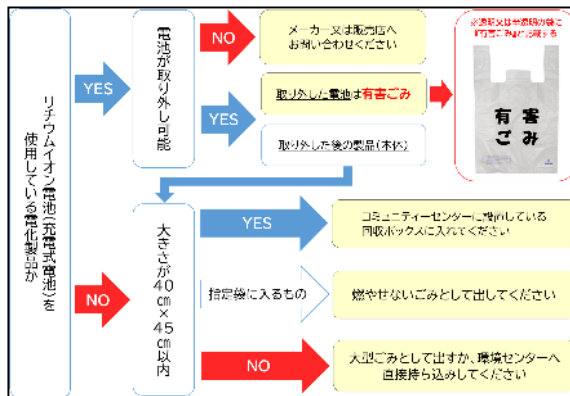 リチウムイオン電池(充電式電池)を
使用している電化製品か
YES
電池が取り外し可能
NO
メーカー又は販売店へ
お問い合わせください
YES
取り外した電池は有害ごみ
※透明又は半透明の袋に
『有害ごみ』と記載する
有害
ごみ
取り外した後の製品(本体)
NO
大きさが40㎝×45㎝以内
YES
コミュニティーセンターに設置している
回収ボックスに入れてください
指定袋に入るもの
燃やせないごみとして出してください
NO
大型ごみとして出すか、環境センターへ
直接持ち込みしてください